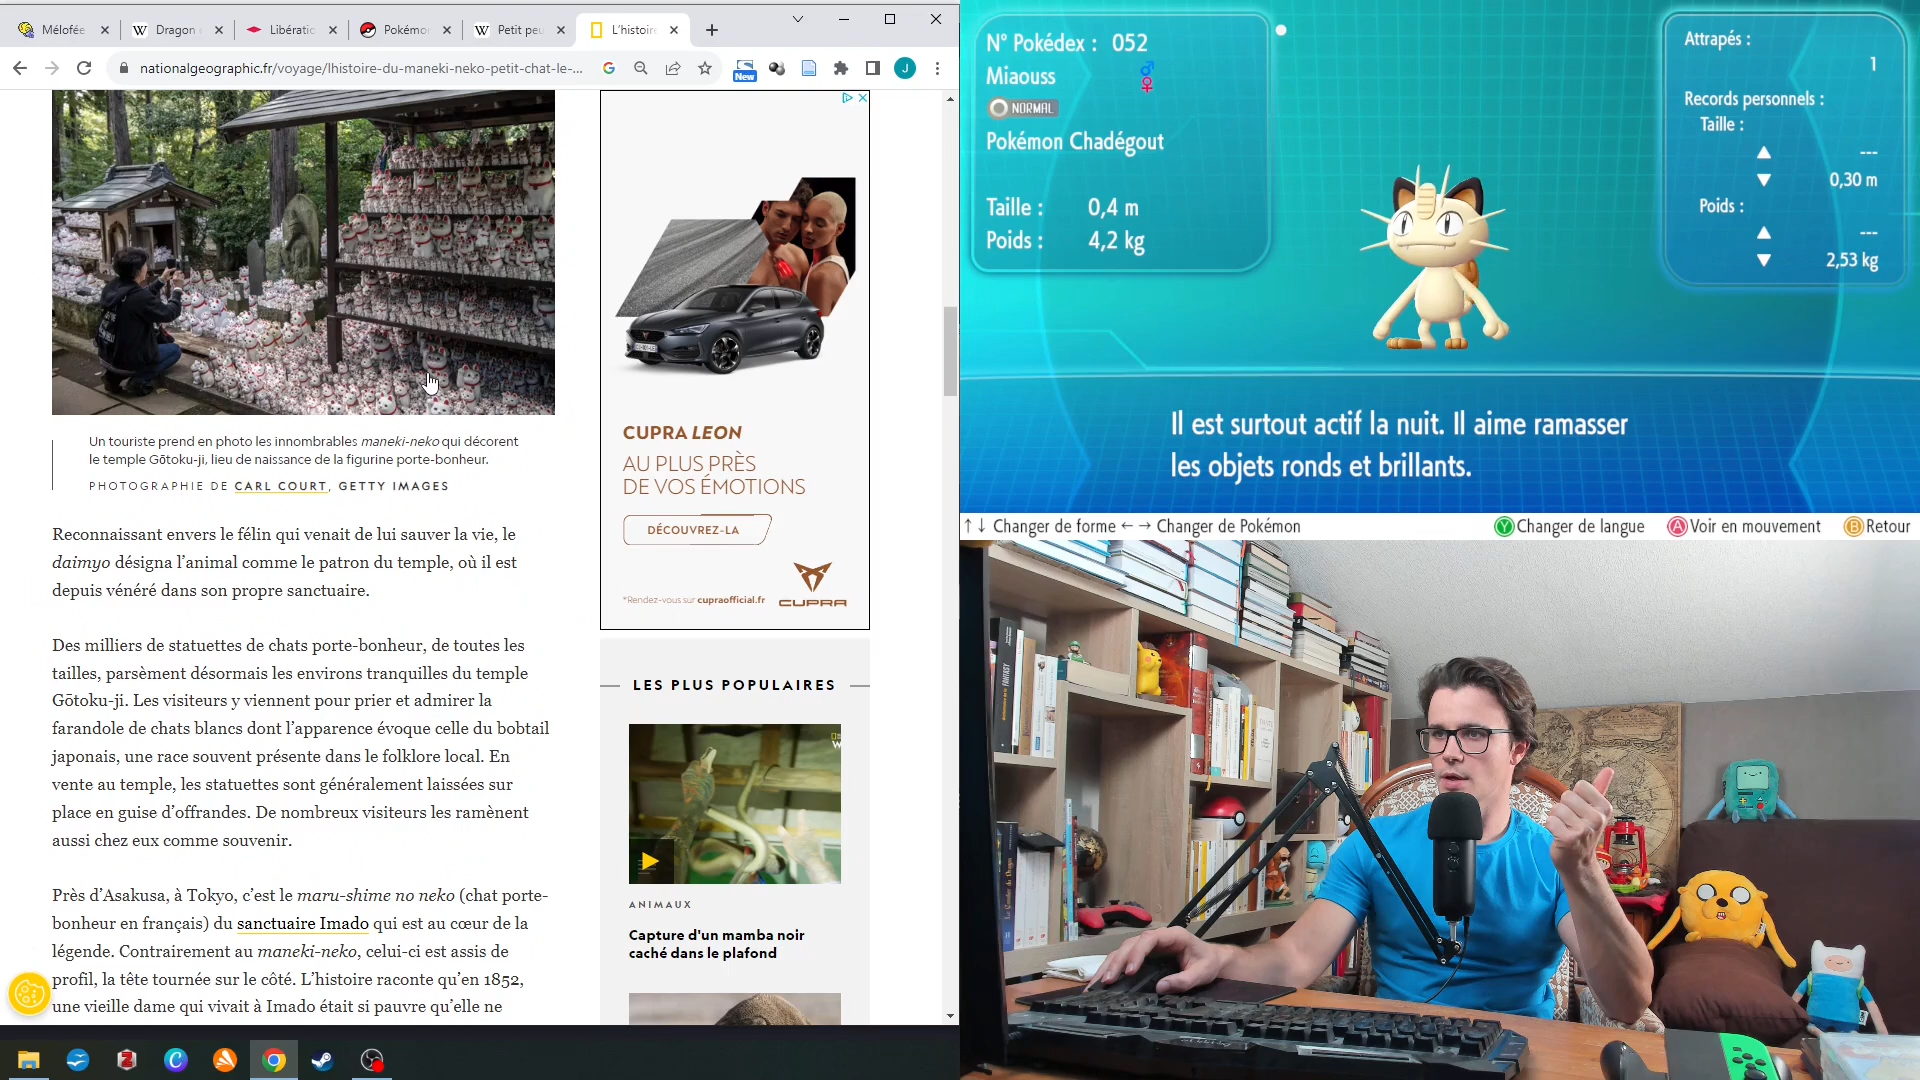 Mélofée
Dragon
Libératio
Pokémon
Petit peu
L'histoire
nationalgeographic.fr/voyage/lhistoire-du-maneki-neko-petit-chat-le-...
New
J
Un touriste prend en photo les innombrables maneki-neko qui décorent
le temple Gōtoku-ji, lieu de naissance de la figurine porte-bonheur.
PHOTOGRAPHIE DE CARL COURT, GETTY IMAGES
Reconnaissant envers le félin qui venait de lui sauver la vie, le
daimyo désigna l'animal comme le patron du temple, où il est
depuis vénéré dans son propre sanctuaire.
Des milliers de statuettes de chats porte-bonheur, de toutes les
tailles, parsèment désormais les environs tranquilles du temple
Gōtoku-ji. Les visiteurs y viennent pour prier et admirer la
farandole de chats blancs dont l'apparence évoque celle du bobtail
japonais, une race souvent présente dans le folklore local. En
vente au temple, les statuettes sont généralement laissées sur
place en guise d'offrandes. De nombreux visiteurs les ramènent
aussi chez eux comme souvenir.
Près d'Asakusa, à Tokyo, c'est le maru-shime no neko (chat porte-
bonheur en français) du sanctuaire Imado qui est au cœur de la
légende. Contrairement au maneki-neko, celui-ci est assis de
profil, la tête tournée sur le côté. L'histoire raconte qu'en 1852,
une vieille dame qui vivait à Imado était si pauvre qu'elle ne
CUPRA LEON
AU PLUS PRÈS
DE VOS ÉMOTIONS
DÉCOUVREZ-LA
*Rendez-vous sur cupraofficial.fr
CUPRA
LES PLUS POPULAIRES
ANIMAUX
Capture d'un mamba noir
caché dans le plafond
N° Pokédex : 052
Miaouss
NORMAL
Pokémon Chadégout
Taille : 0,4 m
Poids : 4,2 kg
Attrapés :
1
Records personnels :
Taille :
---
0,30 m
Poids :
---
2,53 kg
Il est surtout actif la nuit. Il aime ramasser
les objets ronds et brillants.
↑↓ Changer de forme ←→ Changer de Pokémon
Y Changer de langue
A Voir en mouvement
B Retour